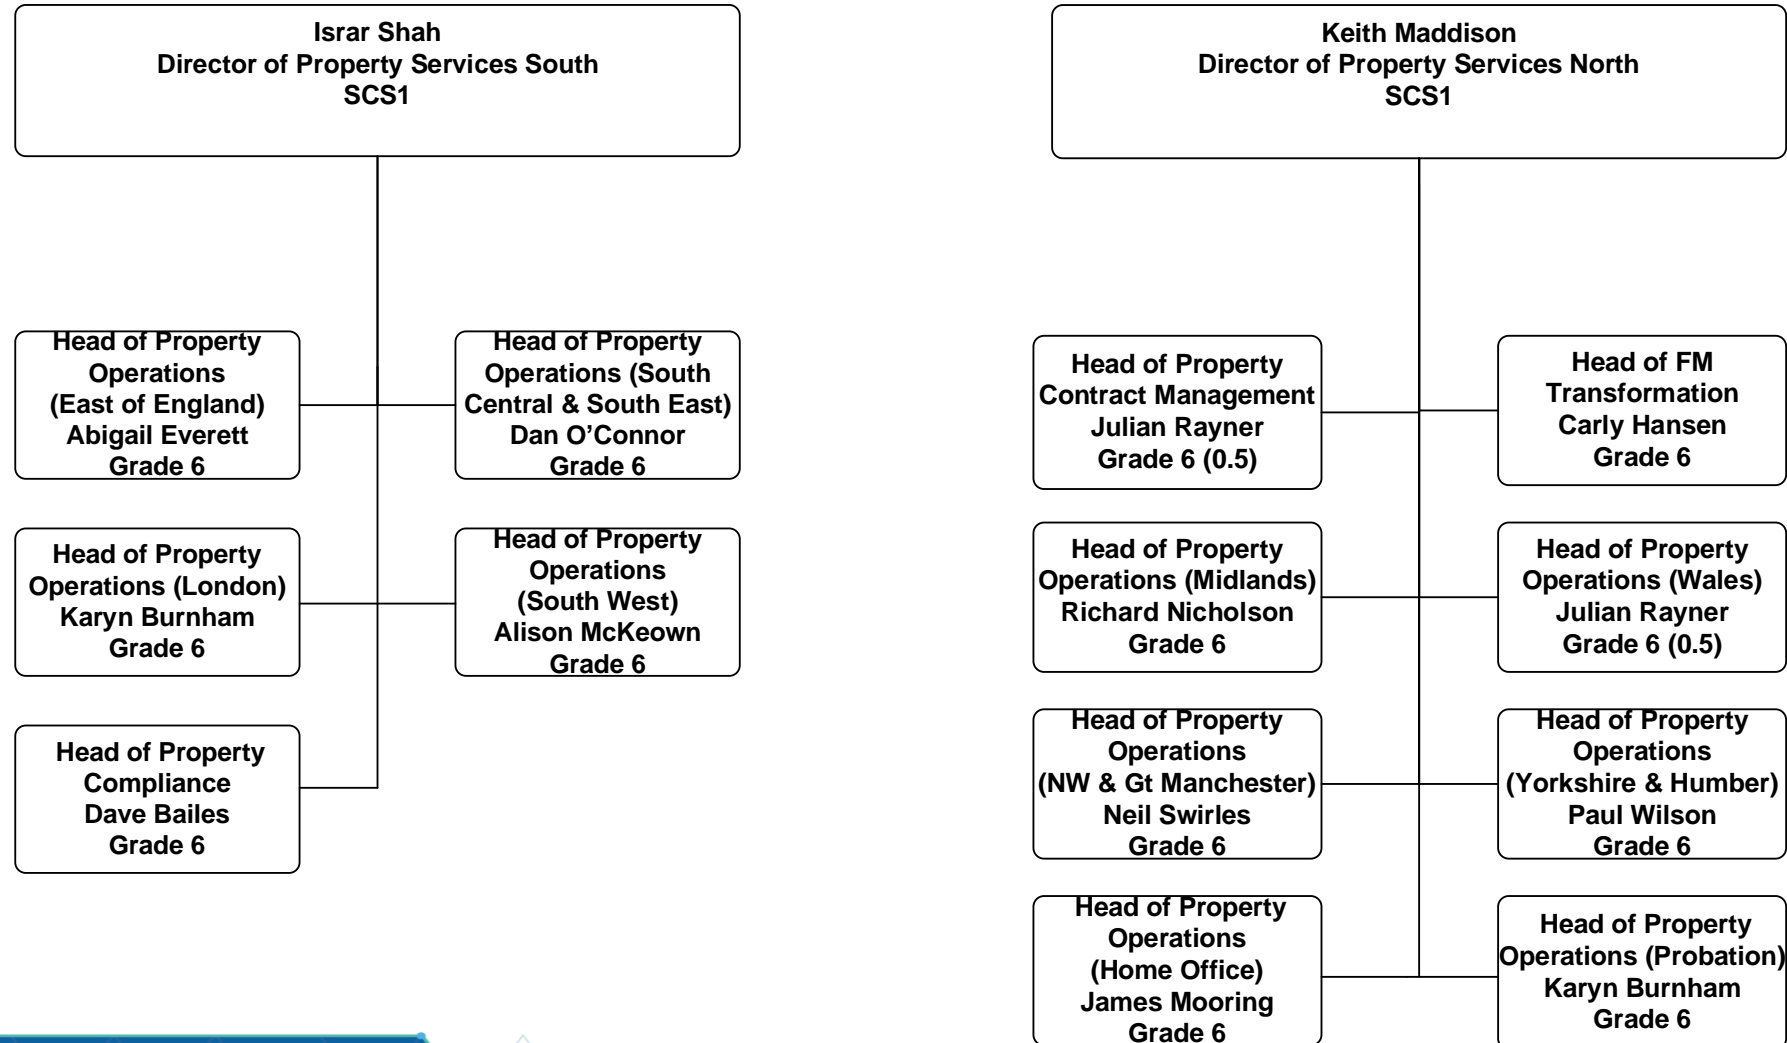 Israr Shah
Director of Property Services South
SCS1
Keith Maddison
Director of Property Services North
SCS1
Head of Property
Operations
(East of England)
Abigail Everett
Grade 6
Head of Property
Operations (South
Central & South East)
Dan O’Connor
Grade 6
Head of Property
Operations (London)
Karyn Burnham
Grade 6
Head of Property
Operations
(South West)
Alison McKeown
Grade 6
Head of Property
Compliance
Dave Bailes
Grade 6
Head of Property
Contract Management
Julian Rayner
Grade 6 (0.5)
Head of FM
Transformation
Carly Hansen
Grade 6
Head of Property
Operations (Midlands)
Richard Nicholson
Grade 6
Head of Property
Operations (Wales)
Julian Rayner
Grade 6 (0.5)
Head of Property
Operations
(NW & Gt Manchester)
Neil Swirles
Grade 6
Head of Property
Operations
(Yorkshire & Humber)
Paul Wilson
Grade 6
Head of Property
Operations
(Home Office)
James Mooring
Grade 6
Head of Property
Operations (Probation)
Karyn Burnham
Grade 6